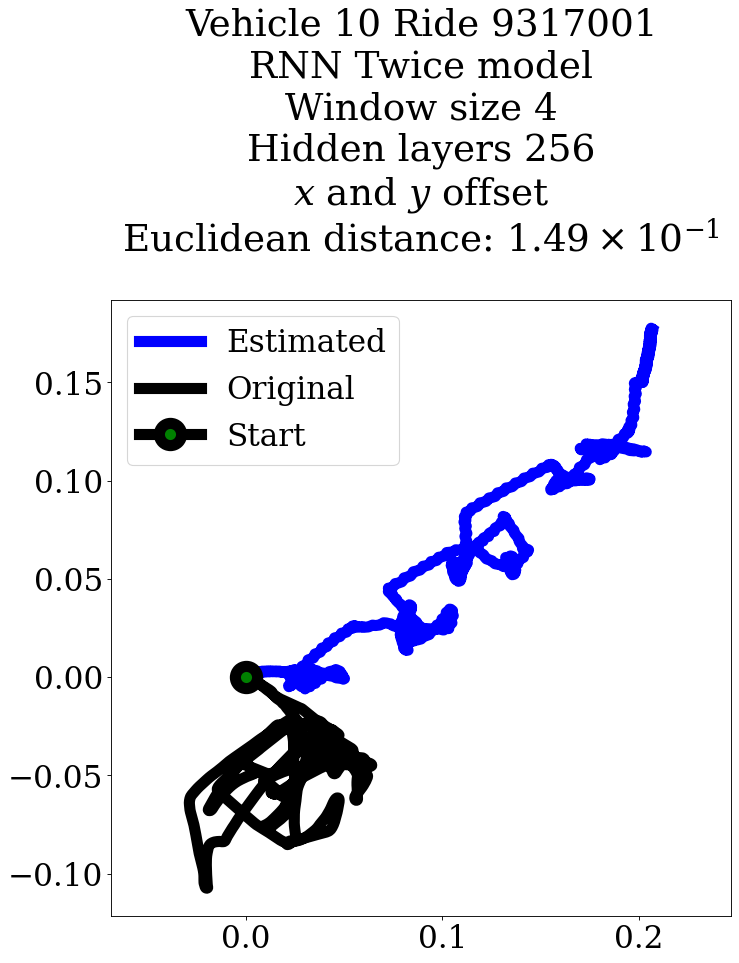 Vehicle 10 Ride 9317001
RNN Twice model
Window size 4
Hidden layers 256
x and y offset
Euclidean distance: 1.49 × 10⁻¹
Estimated
Original
Start
0.15
0.10
0.05
0.00
−0.05
−0.10
0.0 0.1 0.2